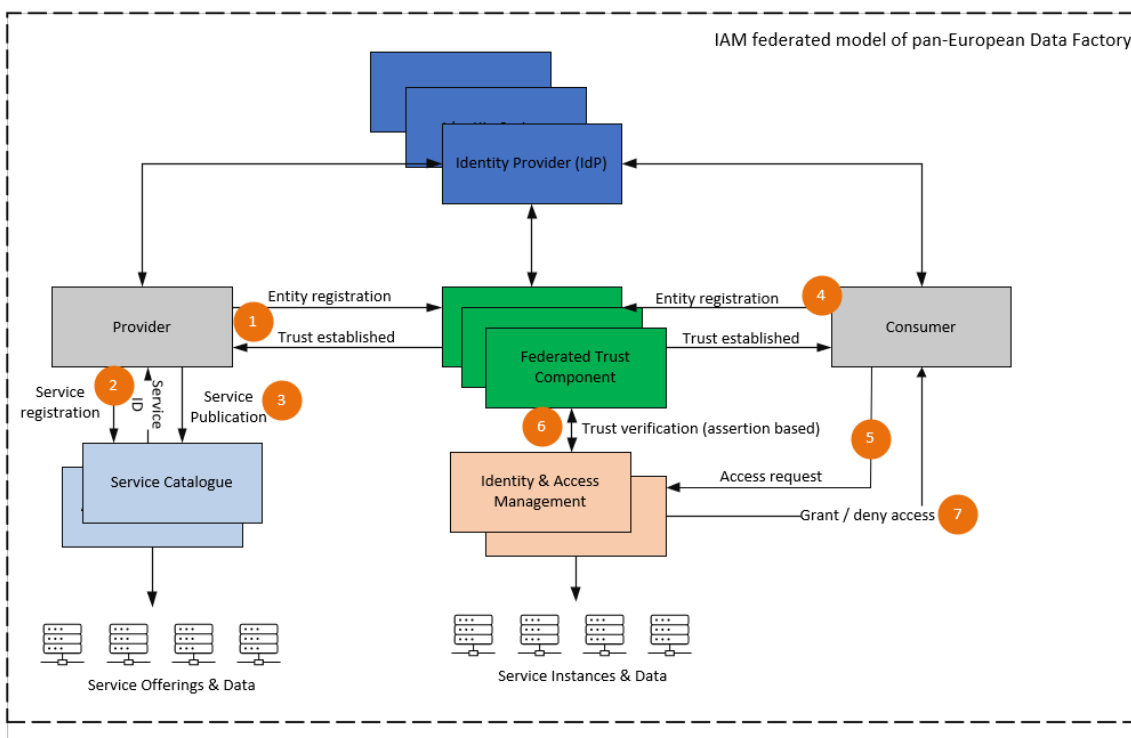 IAM federated model of pan-European Data Factory
Identity Provider (IdP)
Entity registration
4
Entity registration
Provider
1
Consumer
Trust established
Trust established
Federated Trust
Component
2
Service
registration
Service
ID
Service
Publication
3
6
Trust verification (assertion based)
5
Service Catalogue
Identity & Access
Management
Access request
Grant / deny access
7
Service Offerings & Data
Service Instances & Data